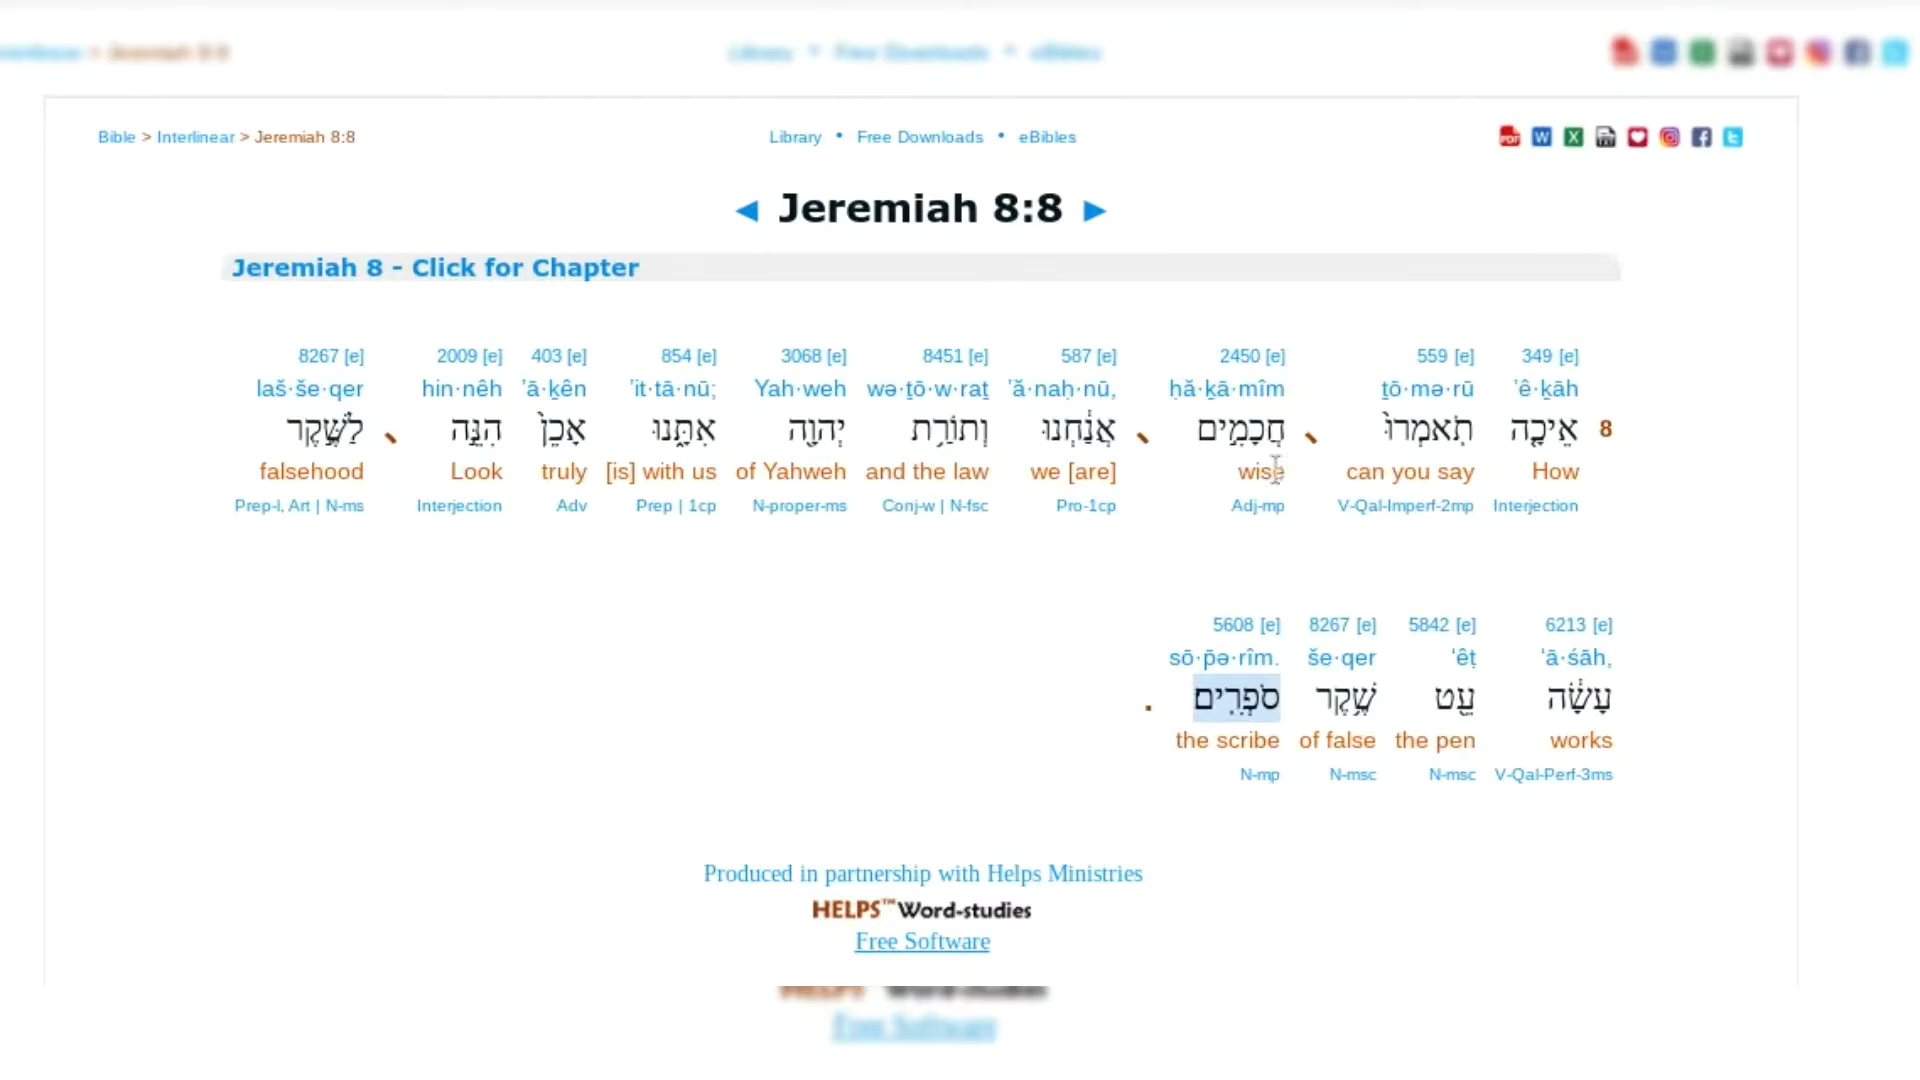 Bible > Interlinear > Jeremiah 8:8
Library • Free Downloads • eBibles
◄ Jeremiah 8:8 ►
Jeremiah 8 - Click for Chapter
8267 [e] 2009 [e] 403 [e] 854 [e] 3068 [e] 8451 [e] 587 [e] 2450 [e] 559 [e] 349 [e]
laš·še·qer hin·nêh ’ā·ḵên ’it·tā·nū; Yah·weh wə·ṯō·w·raṯ ’ă·naḥ·nū, ḥă·ḵā·mîm ṯō·mə·rū ’ê·ḵāh
8 אֵיכָ֤ה תֹֽאמְרוּ֙ 、 חֲכָמִ֣ים 、 אֲנַ֔חְנוּ וְתוֹרַ֥ת יְהוָ֖ה אִתָּ֑נוּ אָכֵן֙ הִנֵּ֣ה 、 לַשֶּׁ֣קֶר
falsehood Look truly [is] with us of Yahweh and the law we [are] wise can you say How
Prep-l, Art | N-ms Interjection Adv Prep | 1cp N-proper-ms Conj-w | N-fsc Pro-1cp Adj-mp V-Qal-Imperf-2mp Interjection
5608 [e] 8267 [e] 5842 [e] 6213 [e]
sō·p̄ə·rîm. še·qer ‘êṭ ‘ā·śāh,
עָשָׂ֔ה עֵ֖ט שֶׁ֥קֶר סֹפְרִֽים .
the scribe of false the pen works
N-mp N-msc N-msc V-Qal-Perf-3ms
Produced in partnership with Helps Ministries
HELPS™Word-studies
Free Software